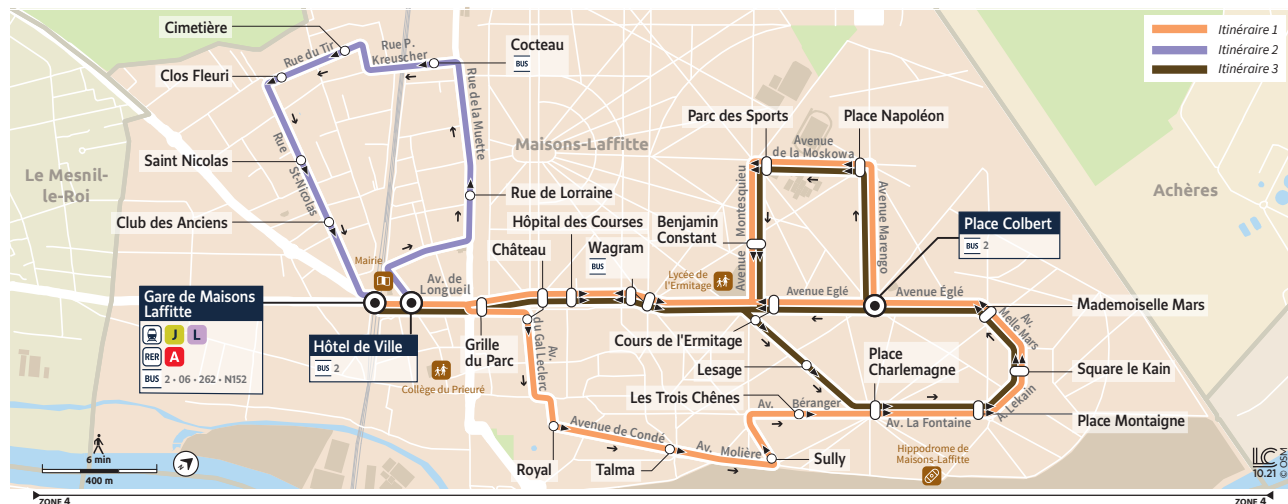 Itinéraire 1
Itinéraire 2
Itinéraire 3
Cimetière
Rue du Tir
Rue P.
Kreuscher
Cocteau
BUS
Clos Fleuri
Rue de la Muette
Parc des Sports
Place Napoléon
Maisons-Laffitte
Avenue
de la Moskowa
Saint Nicolas
Rue
St-Nicolas
Le Mesnil-
le-Roi
Achères
Rue de Lorraine
Avenue
Montesquieu
Avenue Marengo
Club des Anciens
Hôpital des Courses
Benjamin
Constant
Place Colbert
BUS 2
Château
Wagram
BUS
Mairie
Av. de
Longueil
Lycée de
l'Ermitage
Gare de Maisons
Laffitte
J L
RER A
BUS 2 • 06 • 262 • N152
Avenue Eglé
Avenue Églé
Mademoiselle Mars
Av.
Melle Mars
Hôtel de Ville
BUS 2
Grille
du Parc
Av.
du Gal Leclerc
Cours de l'Ermitage
Lesage
Place
Charlemagne
Square le Kain
A. Lekain
Collège du Prieuré
Les Trois Chênes
Av. Béranger
Av. La Fontaine
Place Montaigne
Avenue de Condé
Av. Molière
Royal
Talma
Sully
Hippodrome de
Maisons-Laffitte
6 min
400 m
LC
10.21
© OSM
ZONE 4
ZONE 4